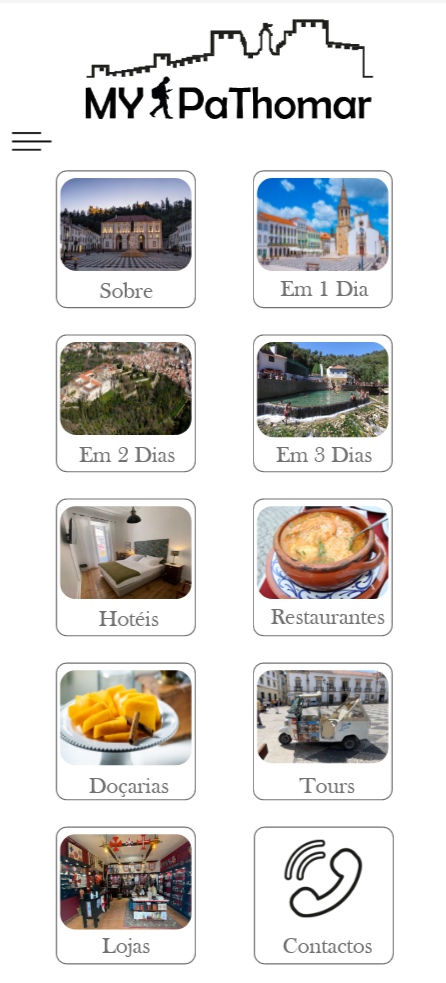 MY PaThomar
Sobre
Em 1 Dia
Em 2 Dias
Em 3 Dias
Hotéis
Restaurantes
Doçarias
Tours
Lojas
Contactos